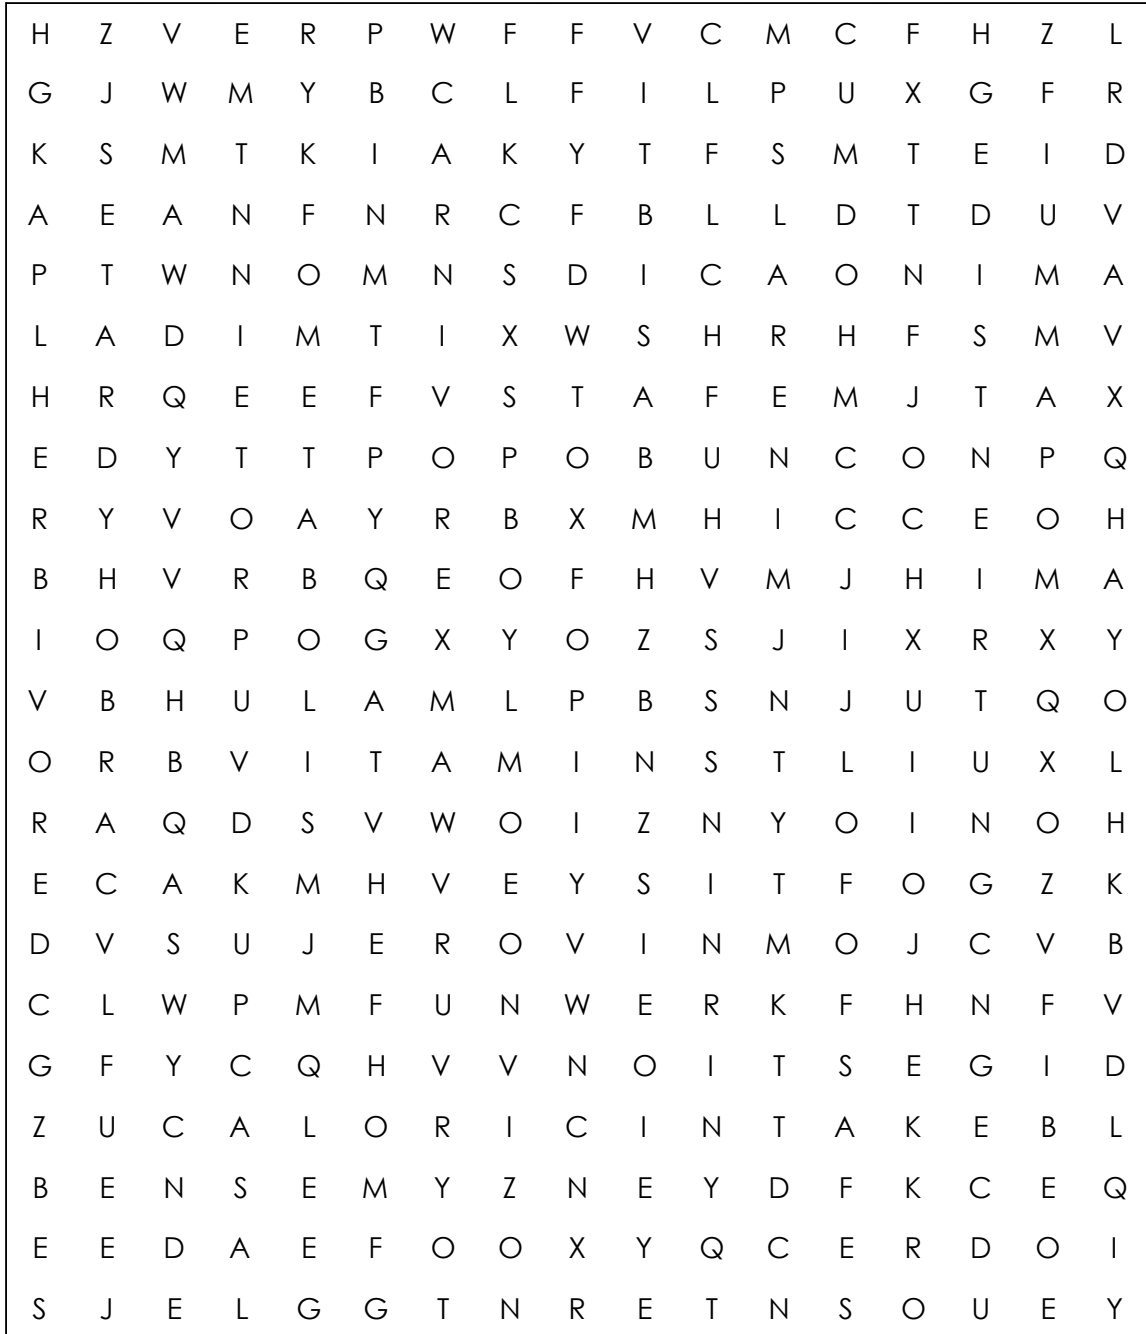 H Z V E R P W F F V C M C F H Z L
G J W M Y B C L F I L P U X G F R
K S M T K I A K Y T F S M T E I D
A E A N F N R C F B L L D T D U V
P T W N O M N S D I C A O N I M A
L A D I M T I X W S H R H F S M V
H R Q E E F V S T A F E M J T A X
E D Y T T P O P O B U N C O N P Q
R Y V O A Y R B X M H I C C E O H
B H V R B Q E O F H V M J H I M A
I O Q P O G X Y O Z S J I X R X Y
V B H U L A M L P B S N J U T Q O
O R B V I T A M I N S T L I U X L
R A Q D S V W O I Z N Y O I N O H
E C A K M H V E Y S I T F O G Z K
D V S U J E R O V I N M O J C V B
C L W P M F U N W E R K F H N F V
G F Y C Q H V V N O I T S E G I D
Z U C A L O R I C I N T A K E B L
B E N S E M Y Z N E Y D F K C E Q
E E D A E F O O X Y Q C E R D O I
S J E L G G T N R E T N S O U E Y